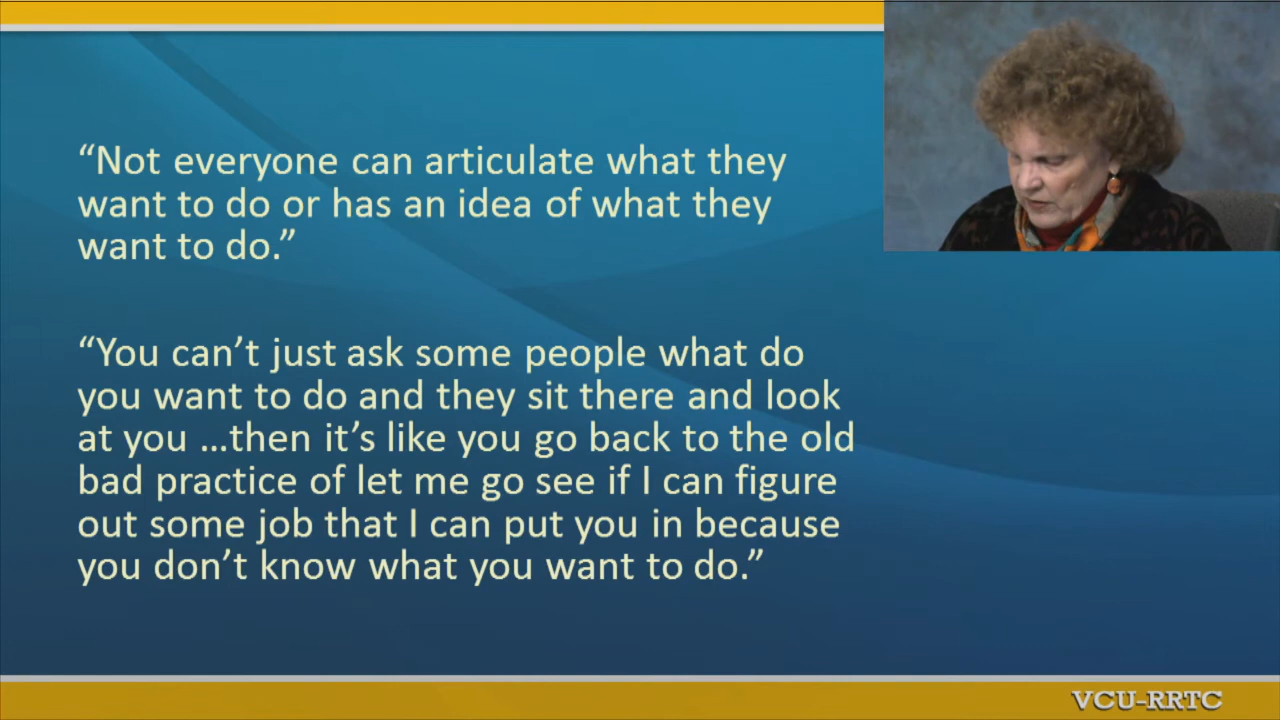 “Not everyone can articulate what they
want to do or has an idea of what they
want to do.”
“You can’t just ask some people what do
you want to do and they sit there and look
at you …then it’s like you go back to the old
bad practice of let me go see if I can figure
out some job that I can put you in because
you don’t know what you want to do.”
VCU-RRTC